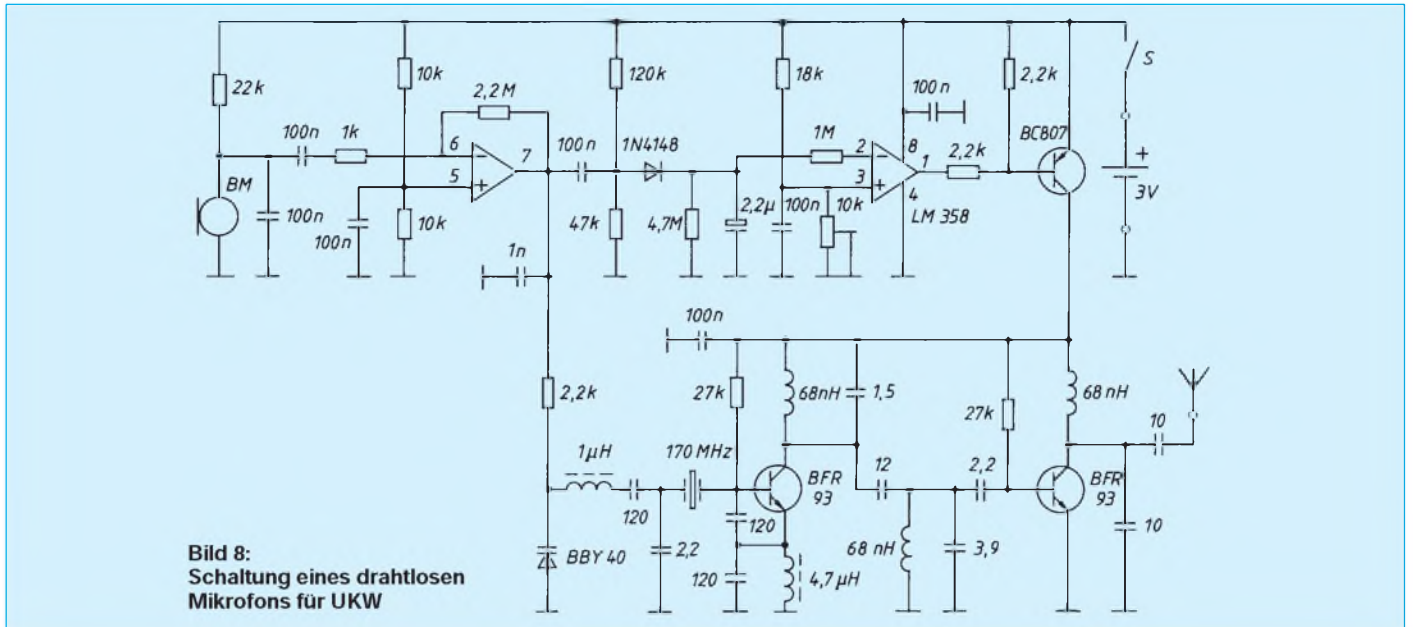 22k
10k
2,2M
120k
18k
100n
2,2k
S
BC807
100n
1k
6
7
100n
1N4148
1M
2
8
1
2,2k
+
3V
5
3
4
LM 358
BM
100n
100n
10k
47k
4,7M
2,2µ
100n
10k
1n
100n
2,2k
27k
68nH
1,5
27k
68 nH
10
1µH
170 MHz
BFR
93
12
2,2
BFR
93
120
120
10
BBY 40
2,2
120
4,7µH
68 nH
3,9
Bild 8:
Schaltung eines drahtlosen
Mikrofons für UKW